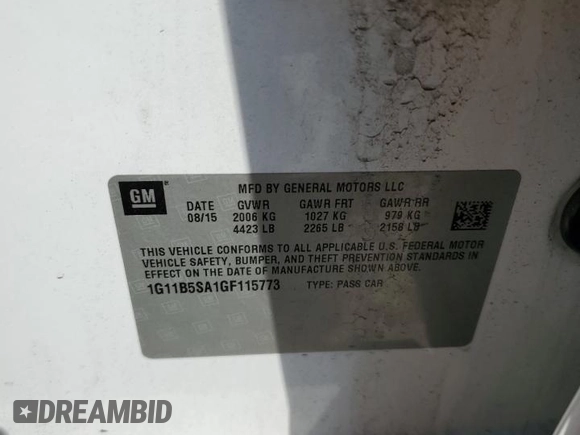 GM
MFD BY GENERAL MOTORS LLC
DATE GVWR GAWR FRT GAWR RR
08/15 2006 KG 1027 KG 979 KG
4423 LB 2265 LB 2158 LB
THIS VEHICLE CONFORMS TO ALL APPLICABLE U.S. FEDERAL MOTOR
VEHICLE SAFETY, BUMPER, AND THEFT PREVENTION STANDARDS
IN EFFECT ON THE DATE OF MANUFACTURE SHOWN ABOVE.
1G11B5SA1GF115773 TYPE: PASS CAR
DREAMBID